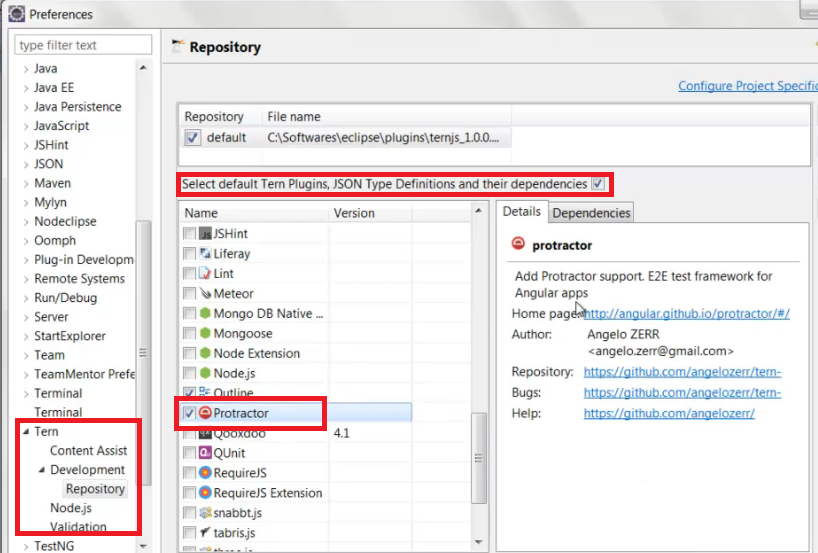 Preferences
type filter text
Java
Java EE
Java Persistence
JavaScript
JSHint
JSON
Maven
Mylyn
Nodeclipse
Oomph
Plug-in Developm
Remote Systems
Run/Debug
Server
StartExplorer
Team
TeamMentor Prefe
Terminal
Terminal
Tern
Content Assist
Development
Repository
Node.js
Validation
TestNG
Repository
Configure Project Specific
Repository File name
default C:\Softwares\eclipse\plugins\ternjs_1.0.0....
Select default Tern Plugins, JSON Type Definitions and their dependencies
Name Version
JSHint
Liferay
Lint
Meteor
Mongo DB Native ...
Mongoose
Node Extension
Node.js
Outline
Protractor
Qooxdoo 4.1
QUnit
RequireJS
RequireJS Extension
snabbt.js
tabris.js
three.js
Details Dependencies
protractor
Add Protractor support. E2E test framework for
Angular apps
Home page: http://angular.github.io/protractor/#/
Author: Angelo ZERR
<angelo.zerr@gmail.com>
Repository: https://github.com/angelozerr/tern-
Bugs: https://github.com/angelozerr/tern-
Help: https://github.com/angelozerr/